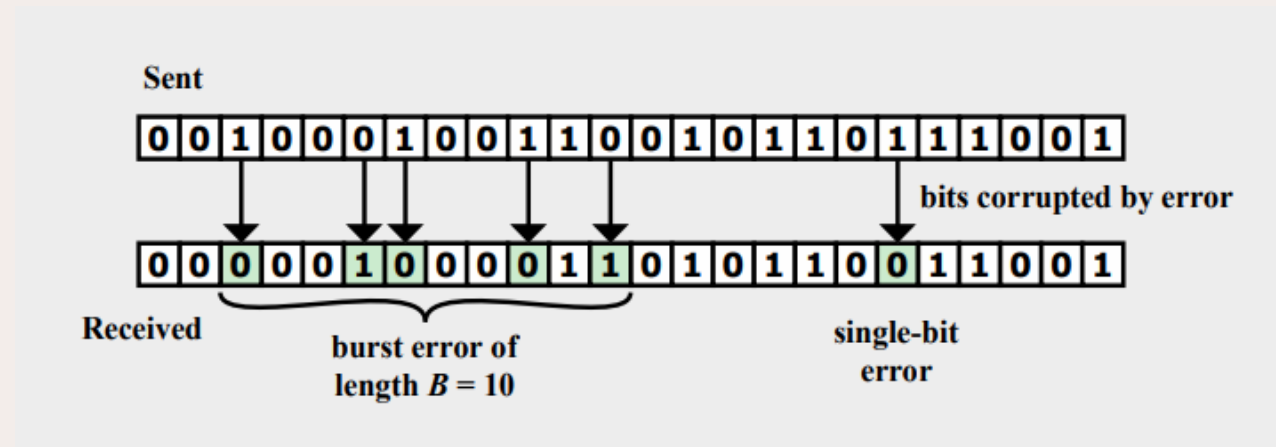 Sent
0 0 1 0 0 0 1 0 0 1 1 0 0 1 0 1 1 0 1 1 1 0 0 1
bits corrupted by error
0 0 0 0 0 1 0 0 0 0 1 1 0 1 0 1 1 0 0 1 1 0 0 1
Received
burst error of
length B = 10
single-bit
error